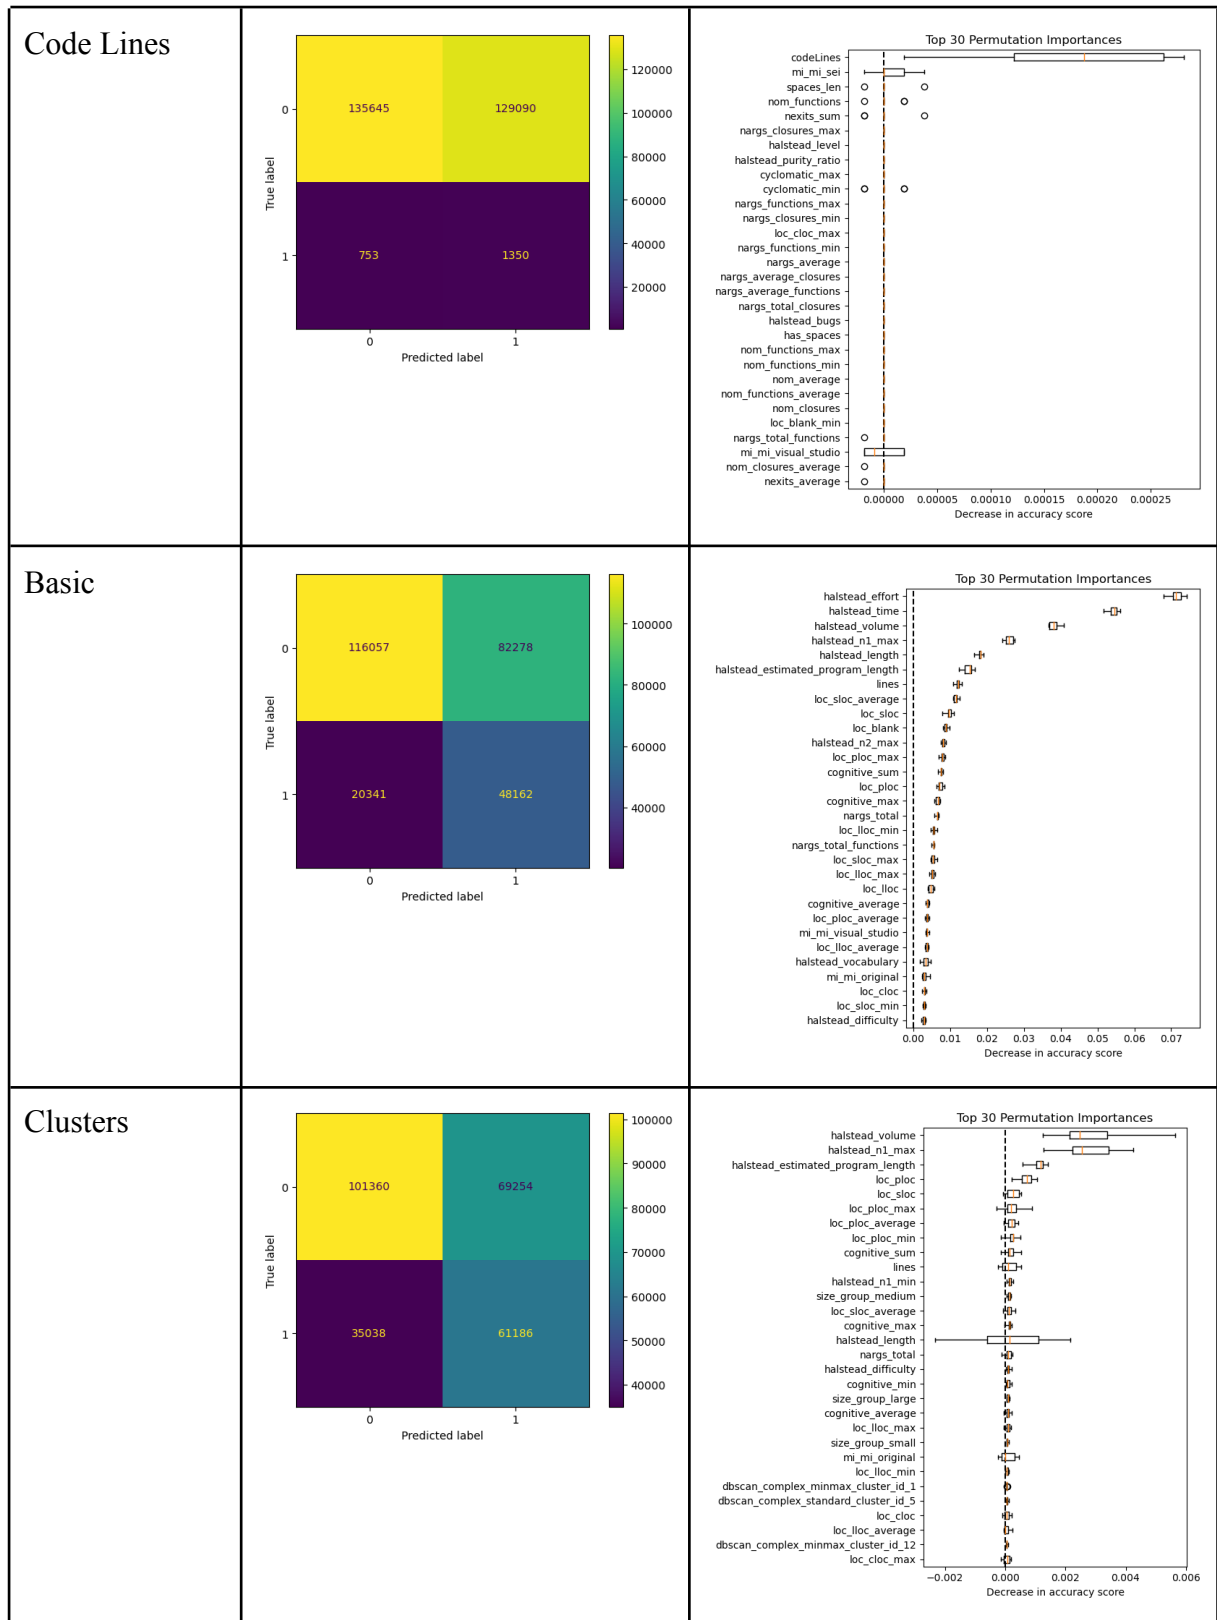 Code Lines
0
1
True label
135645
129090
753
1350
0
1
Predicted label
120000
100000
80000
60000
40000
20000
Top 30 Permutation Importances
codeLines
mi_mi_sei
spaces_len
nom_functions
nexits_sum
nargs_closures_max
halstead_level
halstead_purity_ratio
cyclomatic_max
cyclomatic_min
nargs_functions_max
nargs_closures_min
loc_cloc_max
nargs_functions_min
nargs_average
nargs_average_closures
nargs_average_functions
nargs_total_closures
halstead_bugs
has_spaces
nom_functions_max
nom_functions_min
nom_average
nom_functions_average
nom_closures
loc_blank_min
nargs_total_functions
mi_mi_visual_studio
nom_closures_average
nexits_average
0.00000 0.00005 0.00010 0.00015 0.00020 0.00025
Decrease in accuracy score
Basic
0
1
True label
116057
82278
20341
48162
0
1
Predicted label
100000
80000
60000
40000
Top 30 Permutation Importances
halstead_effort
halstead_time
halstead_volume
halstead_n1_max
halstead_length
halstead_estimated_program_length
lines
loc_sloc_average
loc_sloc
loc_blank
halstead_n2_max
loc_ploc_max
cognitive_sum
loc_ploc
cognitive_max
nargs_total
loc_lloc_min
nargs_total_functions
loc_sloc_max
loc_lloc_max
loc_lloc
cognitive_average
loc_ploc_average
mi_mi_visual_studio
loc_lloc_average
halstead_vocabulary
mi_mi_original
loc_cloc
loc_sloc_min
halstead_difficulty
0.00 0.01 0.02 0.03 0.04 0.05 0.06 0.07
Decrease in accuracy score
Clusters
0
1
True label
101360
69254
35038
61186
0
1
Predicted label
100000
90000
80000
70000
60000
50000
40000
Top 30 Permutation Importances
halstead_volume
halstead_n1_max
halstead_estimated_program_length
loc_ploc
loc_sloc
loc_ploc_max
loc_ploc_average
loc_ploc_min
cognitive_sum
lines
halstead_n1_min
size_group_medium
loc_sloc_average
cognitive_max
halstead_length
nargs_total
halstead_difficulty
cognitive_min
size_group_large
cognitive_average
loc_lloc_max
size_group_small
mi_mi_original
loc_lloc_min
dbscan_complex_minmax_cluster_id_1
dbscan_complex_standard_cluster_id_5
loc_cloc
loc_lloc_average
dbscan_complex_minmax_cluster_id_12
loc_cloc_max
−0.002 0.000 0.002 0.004 0.006
Decrease in accuracy score